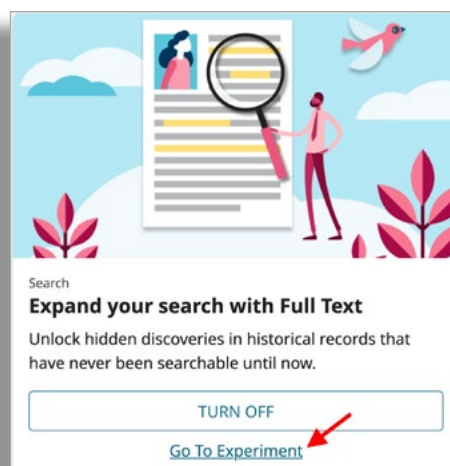 Search
Expand your search with Full Text
Unlock hidden discoveries in historical records that
have never been searchable until now.
TURN OFF
Go To Experiment